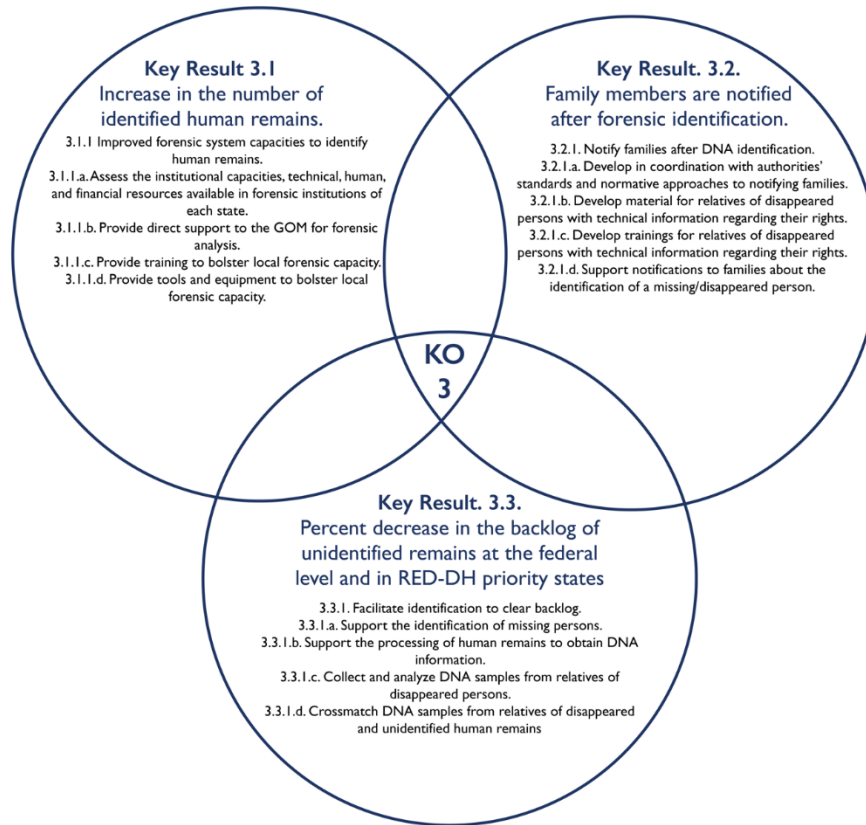 Key Result 3.1
Increase in the number of
identified human remains.
3.1.1 Improved forensic system capacities to identify
human remains.
3.1.1.a. Assess the institutional capacities, technical, human,
and financial resources available in forensic institutions of
each state.
3.1.1.b. Provide direct support to the GOM for forensic
analysis.
3.1.1.c. Provide training to bolster local forensic capacity.
3.1.1.d. Provide tools and equipment to bolster local
forensic capacity.
Key Result. 3.2.
Family members are notified
after forensic identification.
3.2.1. Notify families after DNA identification.
3.2.1.a. Develop in coordination with authorities’
standards and normative approaches to notifying families.
3.2.1.b. Develop material for relatives of disappeared
persons with technical information regarding their rights.
3.2.1.c. Develop trainings for relatives of disappeared
persons with technical information regarding their rights.
3.2.1.d. Support notifications to families about the
identification of a missing/disappeared person.
KO
3
Key Result. 3.3.
Percent decrease in the backlog of
unidentified remains at the federal
level and in RED-DH priority states
3.3.1. Facilitate identification to clear backlog.
3.3.1.a. Support the identification of missing persons.
3.3.1.b. Support the processing of human remains to obtain DNA
information.
3.3.1.c. Collect and analyze DNA samples from relatives of
disappeared persons.
3.3.1.d. Crossmatch DNA samples from relatives of disappeared
and unidentified human remains